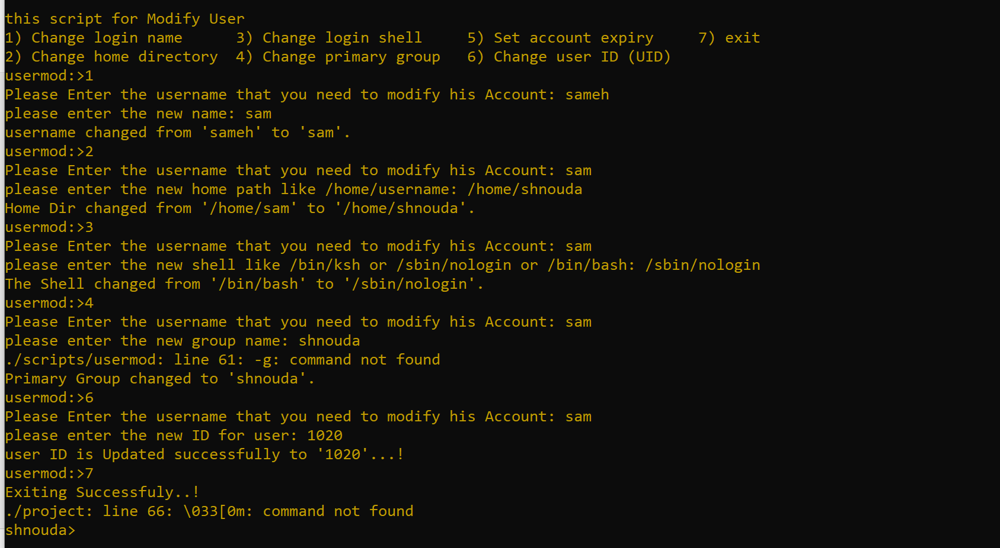 this script for Modify User
1) Change login name      3) Change login shell     5) Set account expiry     7) exit
2) Change home directory  4) Change primary group   6) Change user ID (UID)
usermod:>1
Please Enter the username that you need to modify his Account: sameh
please enter the new name: sam
username changed from 'sameh' to 'sam'.
usermod:>2
Please Enter the username that you need to modify his Account: sam
please enter the new home path like /home/username: /home/shnouda
Home Dir changed from '/home/sam' to '/home/shnouda'.
usermod:>3
Please Enter the username that you need to modify his Account: sam
please enter the new shell like /bin/ksh or /sbin/nologin or /bin/bash: /sbin/nologin
The Shell changed from '/bin/bash' to '/sbin/nologin'.
usermod:>4
Please Enter the username that you need to modify his Account: sam
please enter the new group name: shnouda
./scripts/usermod: line 61: -g: command not found
Primary Group changed to 'shnouda'.
usermod:>6
Please Enter the username that you need to modify his Account: sam
please enter the new ID for user: 1020
user ID is Updated successfully to '1020'...!
usermod:>7
Exiting Successfuly..!
./project: line 66: \033[0m: command not found
shnouda>